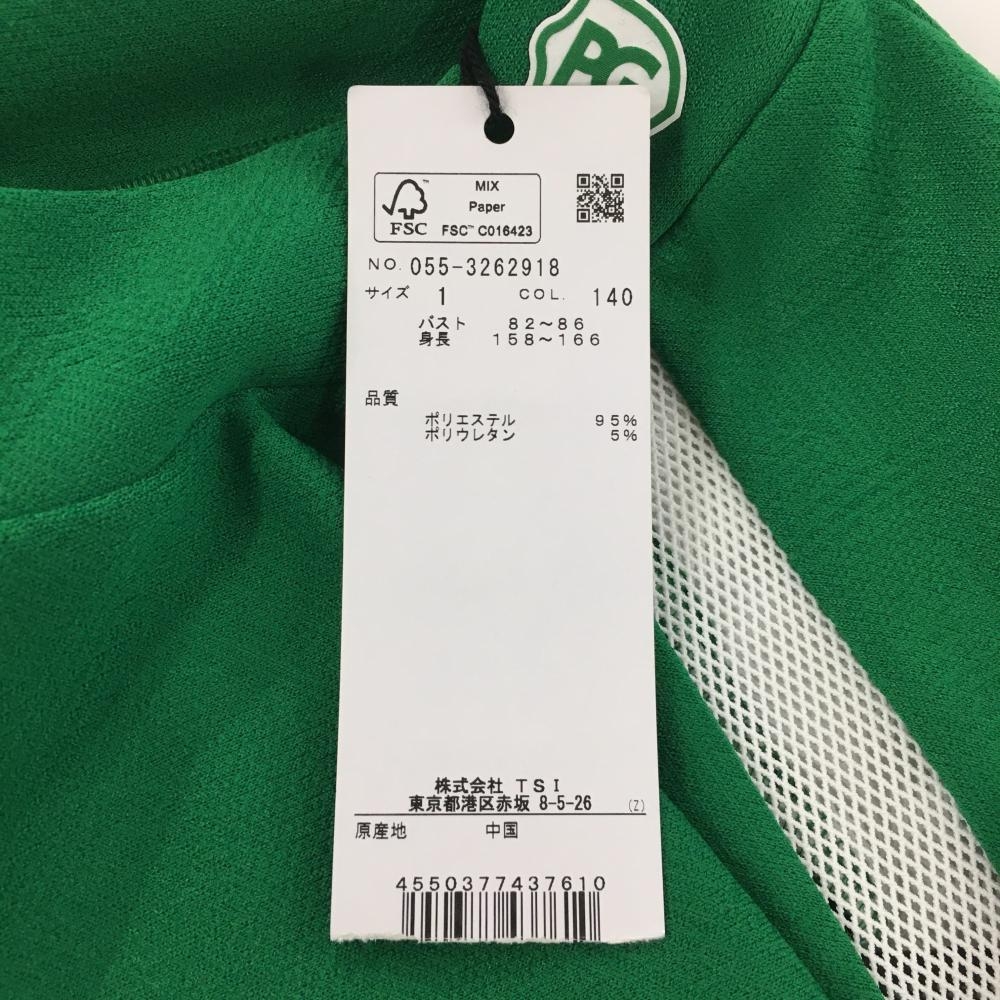 PG
MIX
Paper
FSC™ C016423
FSC
NO. 055-3262918
サイズ 1 COL. 140
バスト 82～86
身長 158～166
品質
ポリエステル 95%
ポリウレタン 5%
株式会社 TSI
東京都港区赤坂 8-5-26 (Z)
原産地 中国
4550377437610